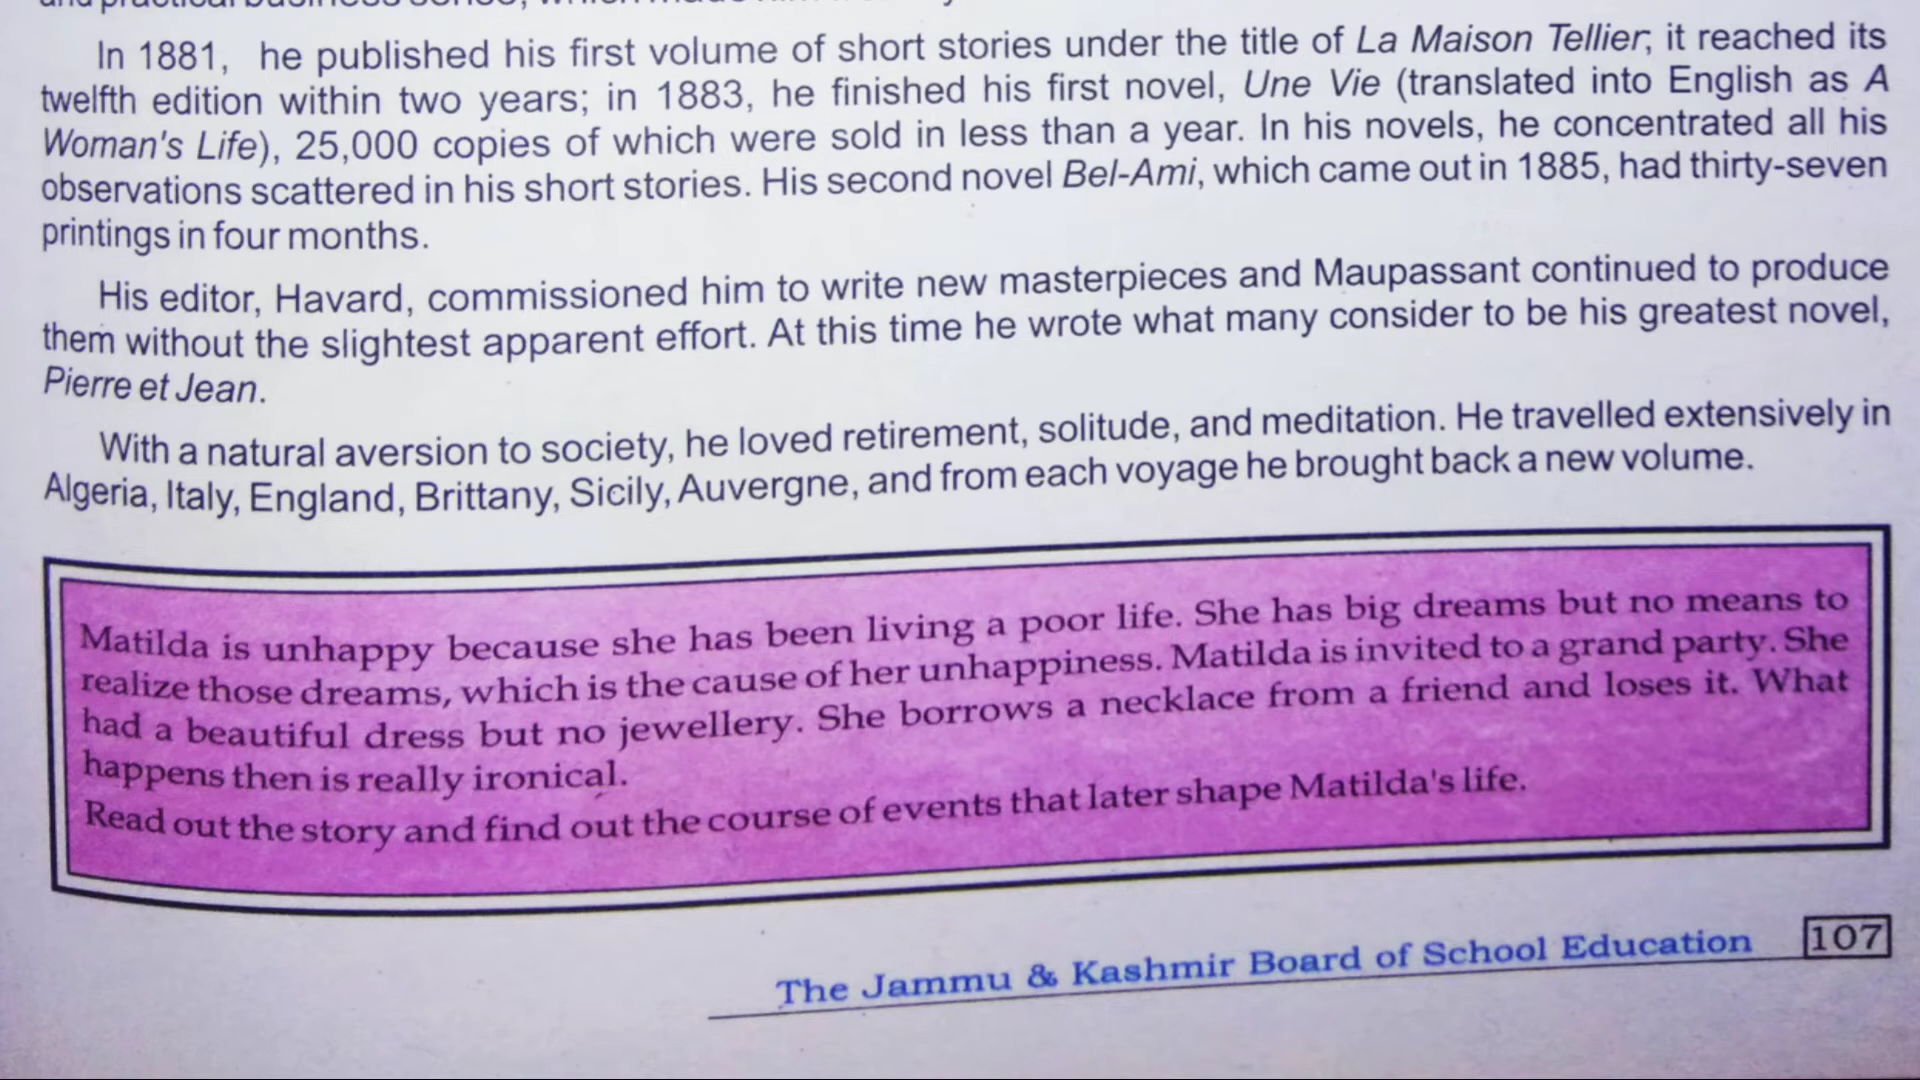 In 1881, he published his first volume of short stories under the title of La Maison Tellier; it reached its
twelfth edition within two years; in 1883, he finished his first novel, Une Vie (translated into English as A
Woman's Life), 25,000 copies of which were sold in less than a year. In his novels, he concentrated all his
observations scattered in his short stories. His second novel Bel-Ami, which came out in 1885, had thirty-seven
printings in four months.
His editor, Havard, commissioned him to write new masterpieces and Maupassant continued to produce
them without the slightest apparent effort. At this time he wrote what many consider to be his greatest novel,
Pierre et Jean.
With a natural aversion to society, he loved retirement, solitude, and meditation. He travelled extensively in
Algeria, Italy, England, Brittany, Sicily, Auvergne, and from each voyage he brought back a new volume.
Matilda is unhappy because she has been living a poor life. She has big dreams but no means to
realize those dreams, which is the cause of her unhappiness. Matilda is invited to a grand party. She
had a beautiful dress but no jewellery. She borrows a necklace from a friend and loses it. What
happens then is really ironical.
Read out the story and find out the course of events that later shape Matilda's life.
The Jammu & Kashmir Board of School Education 107